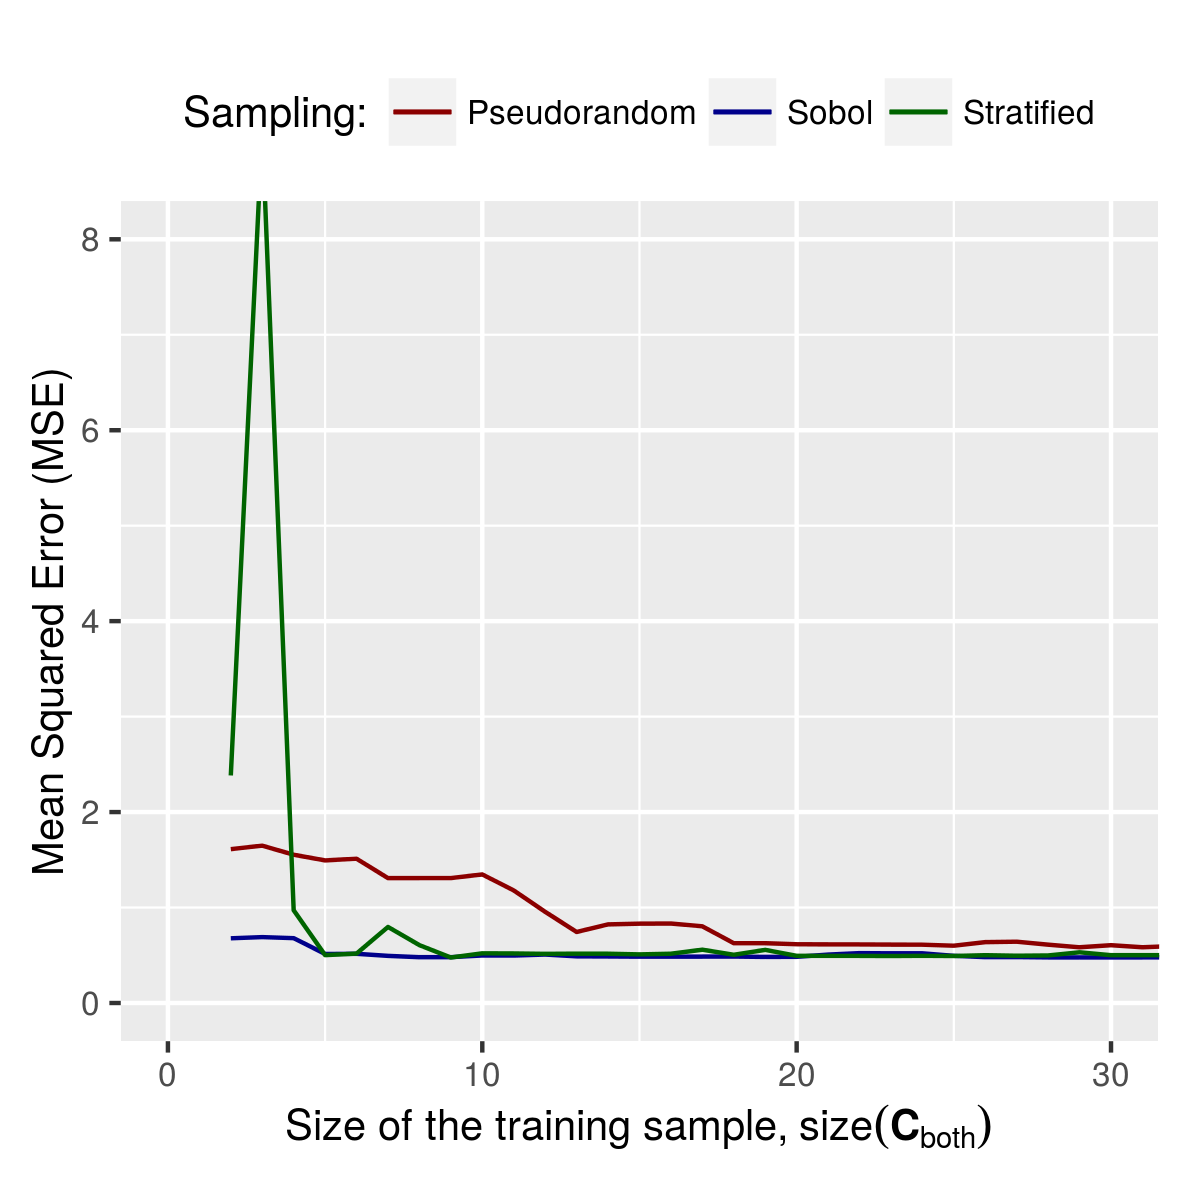 Sampling: Pseudorandom Sobol Stratified
8
6
4
2
0
Mean Squared Error (MSE)
0 10 20 30
Size of the training sample, size(C_both)